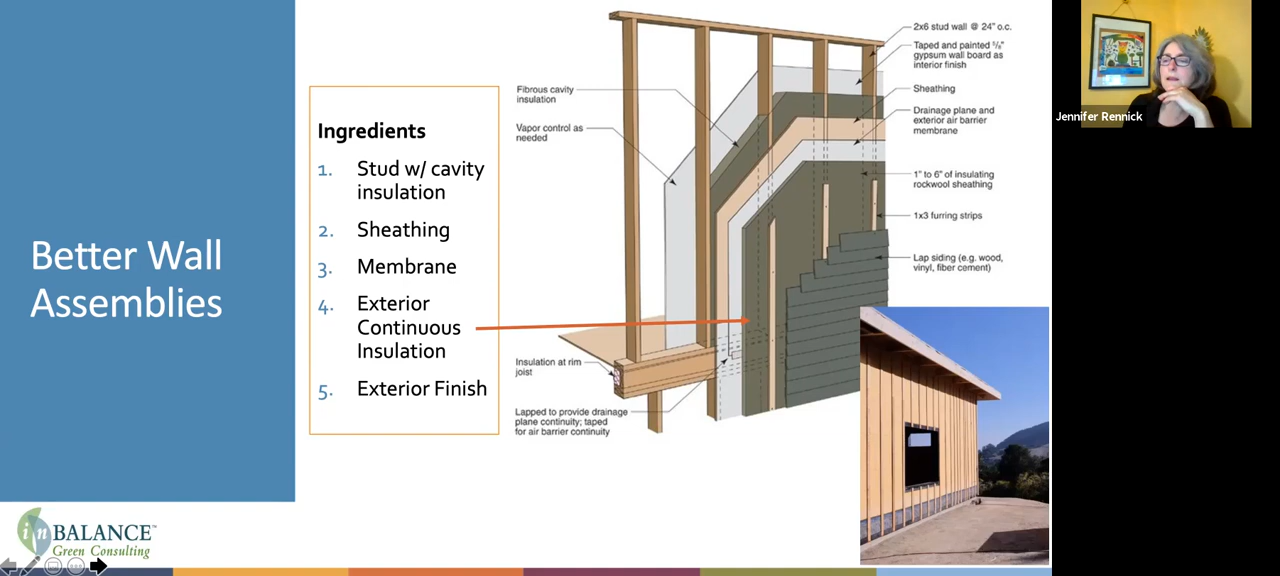 Better Wall
Assemblies
Ingredients
1. Stud w/ cavity
insulation
2. Sheathing
3. Membrane
4. Exterior
Continuous
Insulation
5. Exterior Finish
Fibrous cavity
insulation
Vapor control as
needed
Insulation at rim
joist
Lapped to provide drainage
plane continuity; taped
for air barrier continuity
2x6 stud wall @ 24" o.c.
Taped and painted ⅝"
gypsum wall board as
interior finish
Sheathing
Drainage plane and
exterior air barrier
membrane
1" to 6" of insulating
rockwool sheathing
1x3 furring strips
Lap siding (e.g. wood,
vinyl, fiber cement)
in BALANCE™
Green Consulting
Jennifer Rennick